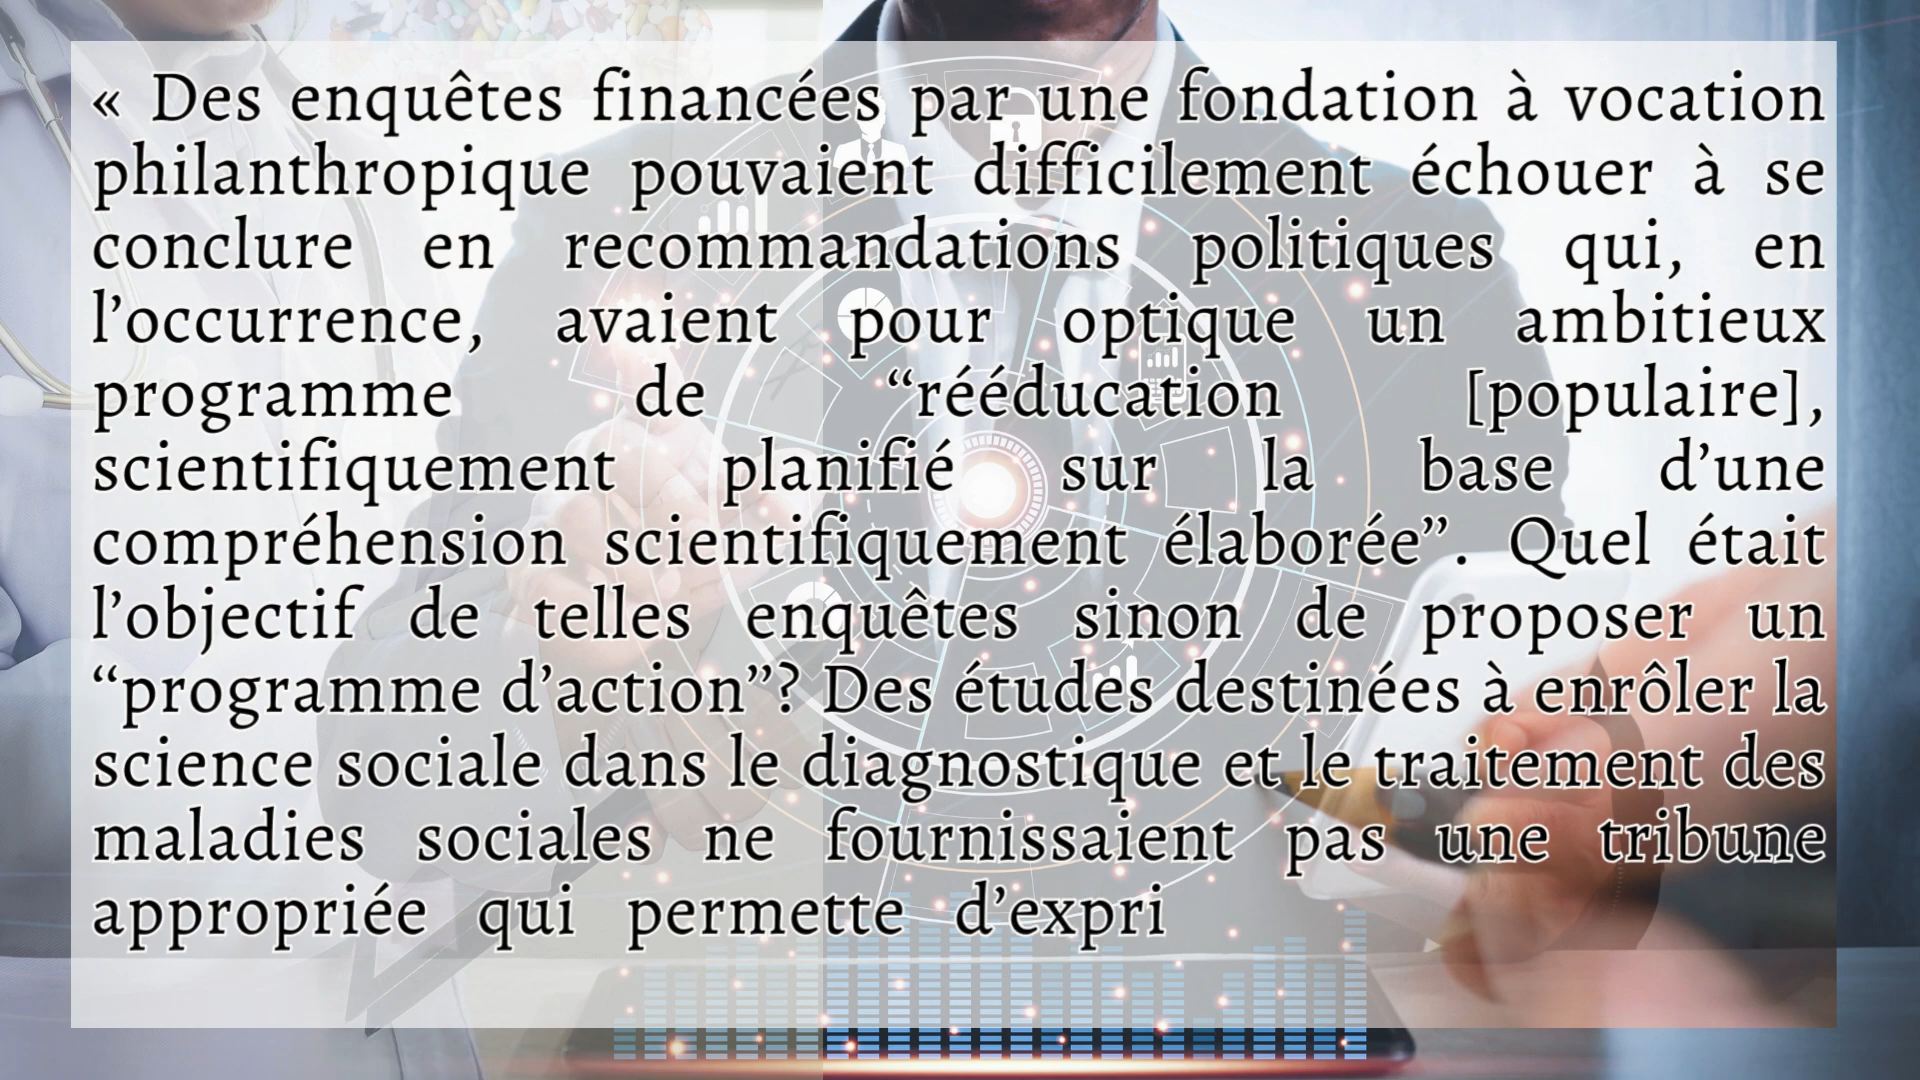 « Des enquêtes financées par une fondation à vocation
philanthropique pouvaient difficilement échouer à se
conclure en recommandations politiques qui, en
l’occurrence, avaient pour optique un ambitieux
programme de “rééducation [populaire],
scientifiquement planifié sur la base d’une
compréhension scientifiquement élaborée”. Quel était
l’objectif de telles enquêtes sinon de proposer un
“programme d’action”? Des études destinées à enrôler la
science sociale dans le diagnostique et le traitement des
maladies sociales ne fournissaient pas une tribune
appropriée qui permette d’expri